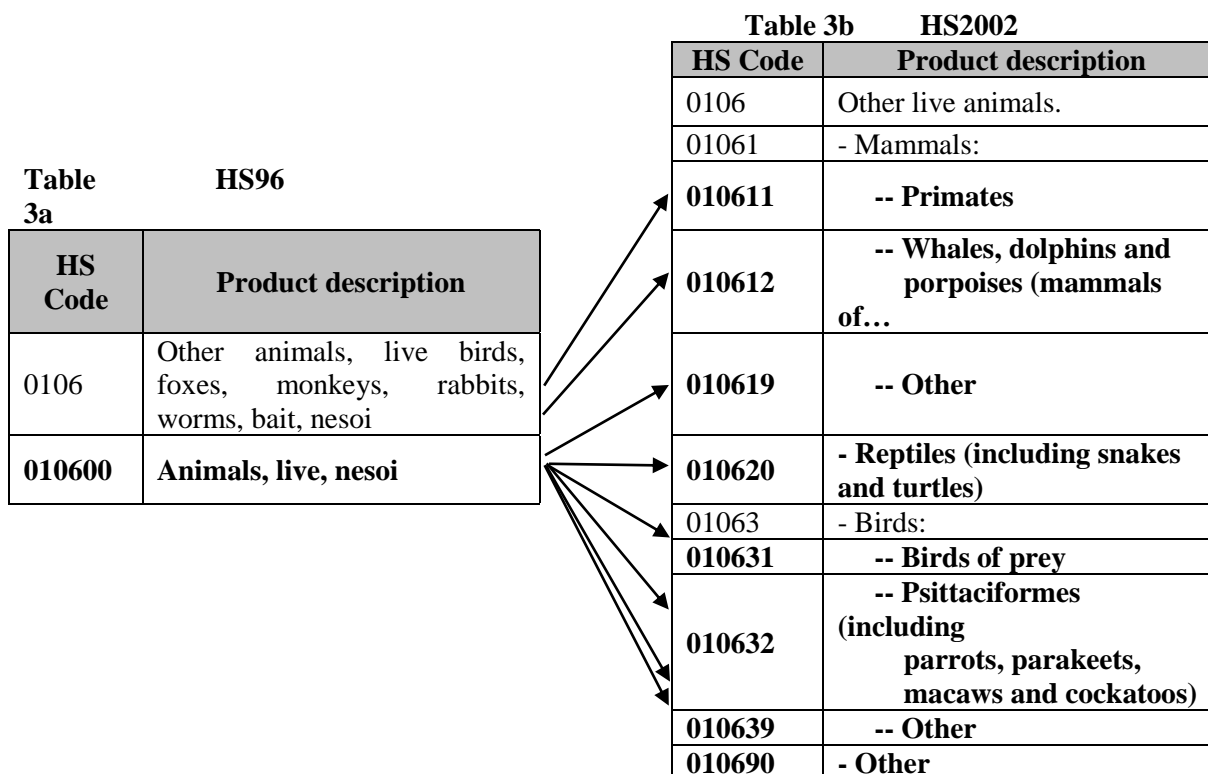 Table 3a HS96
HS Code Product description
0106 Other animals, live birds,
foxes, monkeys, rabbits,
worms, bait, nesoi
010600 Animals, live, nesoi
Table 3b HS2002
HS Code Product description
0106 Other live animals.
01061 - Mammals:
010611 -- Primates
010612 -- Whales, dolphins and
porpoises (mammals
of…
010619 -- Other
010620 - Reptiles (including snakes
and turtles)
01063 - Birds:
010631 -- Birds of prey
010632 -- Psittaciformes
(including
parrots, parakeets,
macaws and cockatoos)
010639 -- Other
010690 - Other